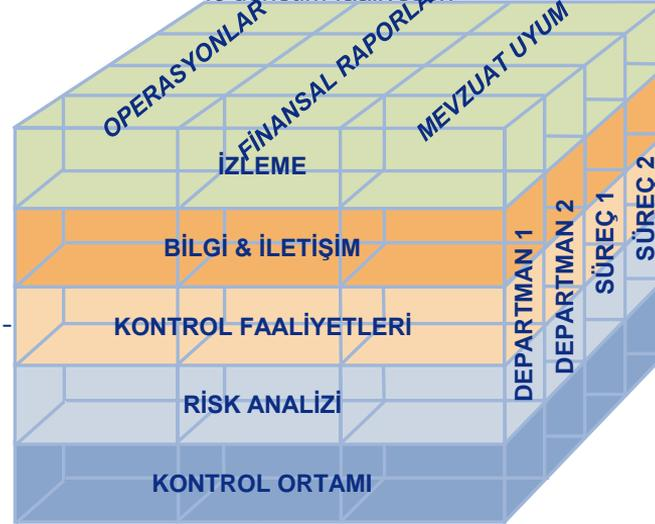 OPERASYONLAR
FİNANSAL
MEVZUAT UYUM
İZLEME
BİLGİ & İLETİŞİM
KONTROL FAALİYETLERİ
RİSK ANALİZİ
KONTROL ORTAMI
DEPARTMAN 1
DEPARTMAN 2
SÜREÇ 1
SÜREÇ 2